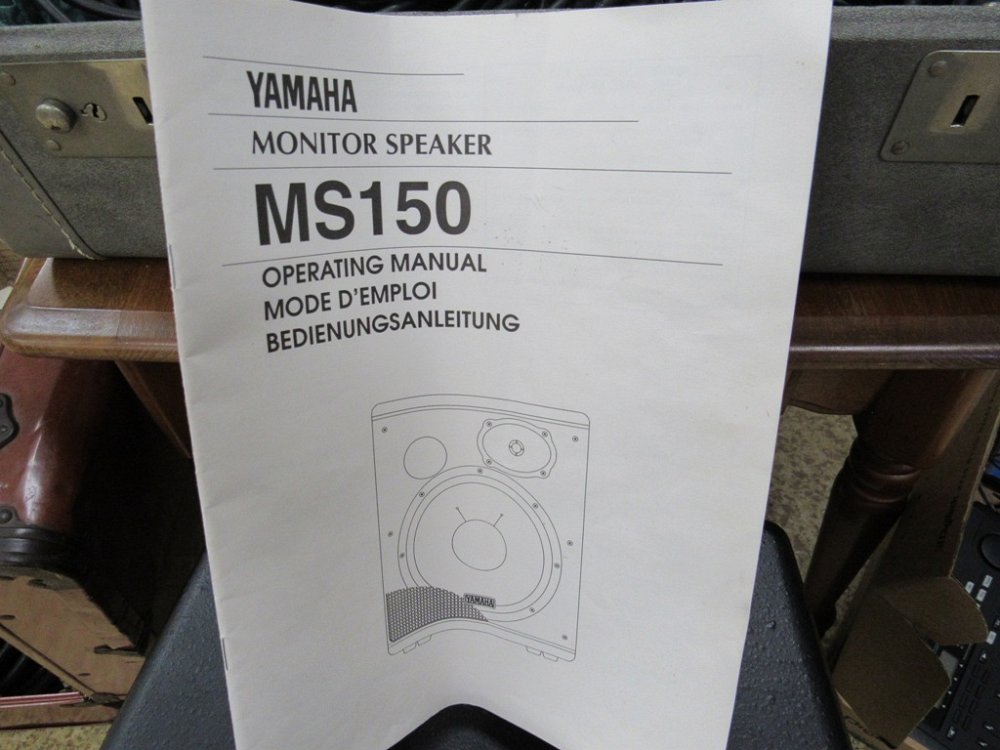 YAMAHA
MONITOR SPEAKER
MS150
OPERATING MANUAL
MODE D'EMPLOI
BEDIENUNGSANLEITUNG
YAMAHA